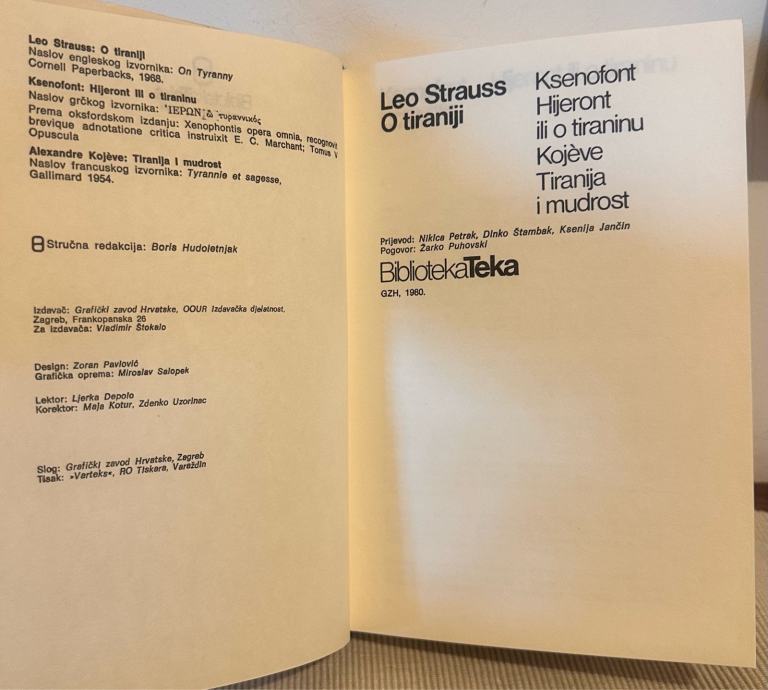 Leo Strauss: O tiraniji
Naslov engleskog izvornika: On Tyranny
Cornell Paperbacks, 1968.
Ksenofont: Hijeront III o tiraninu
Naslov grčkog izvornika: ἹΕΡΩΝ ἢ τυραννικός
Prema oksfordskom izdanju: Xenophontis opera omnia, recognovit
brevique adnotatione critica instruixit E. C. Marchant; Tomus V
Opuscula
Alexandre Kojève: Tiranija i mudrost
Naslov francuskog izvornika: Tyrannie et sagesse,
Gallimard 1954.
Stručna redakcija: Boris Hudoletnjak
Izdavač: Grafički zavod Hrvatske, OOUR Izdavačka djelatnost,
Zagreb, Frankopanska 26
Za izdavača: Vladimir Štokalo
Design: Zoran Pavlović
Grafička oprema: Miroslav Salopek
Lektor: Ljerka Depolo
Korektor: Maja Kotur, Zdenko Uzorinac
Slog: Grafički zavod Hrvatske, Zagreb
Tisak: »Varteks«, RO Tiskara, Varaždin
Leo Strauss
O tiraniji
Ksenofont
Hijeront
ili o tiraninu
Kojève
Tiranija
i mudrost
Prijevod: Nikica Petrak, Dinko Štambak, Ksenija Jančin
Pogovor: Žarko Puhovski
BibliotekaTeka
GZH, 1980.